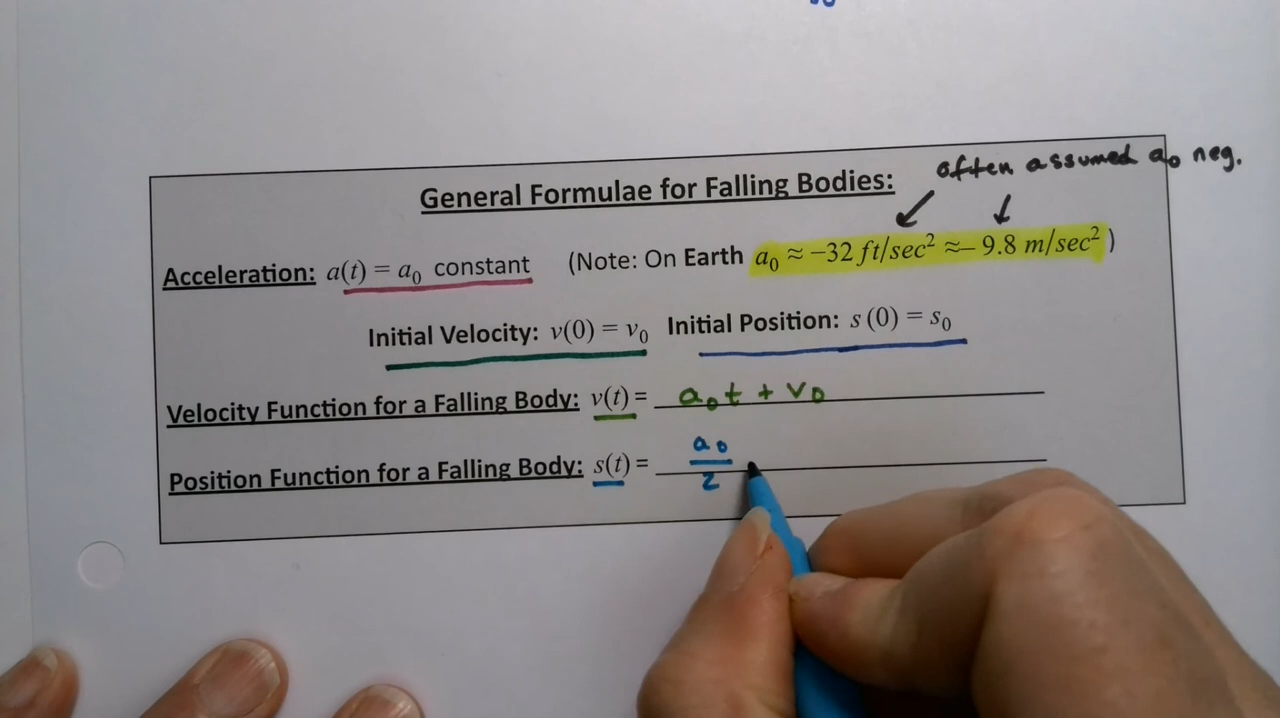 often assumed a₀ neg.
General Formulae for Falling Bodies:
Acceleration: a(t) = a₀ constant (Note: On Earth a₀ ≈ −32 ft/sec² ≈ − 9.8 m/sec² )
Initial Velocity: v(0) = v₀ Initial Position: s (0) = s₀
Velocity Function for a Falling Body: v(t) = a₀t + v₀
Position Function for a Falling Body: s(t) = a₀/2